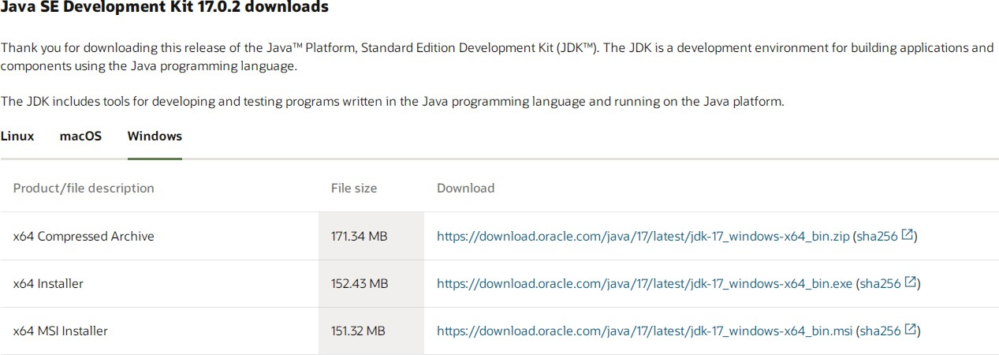 Java SE Development Kit 17.0.2 downloads
Thank you for downloading this release of the Java™ Platform, Standard Edition Development Kit (JDK™). The JDK is a development environment for building applications and
components using the Java programming language.
The JDK includes tools for developing and testing programs written in the Java programming language and running on the Java platform.
Linux macOS Windows
Product/file description File size Download
x64 Compressed Archive 171.34 MB https://download.oracle.com/java/17/latest/jdk-17_windows-x64_bin.zip (sha256)
x64 Installer 152.43 MB https://download.oracle.com/java/17/latest/jdk-17_windows-x64_bin.exe (sha256)
x64 MSI Installer 151.32 MB https://download.oracle.com/java/17/latest/jdk-17_windows-x64_bin.msi (sha256)